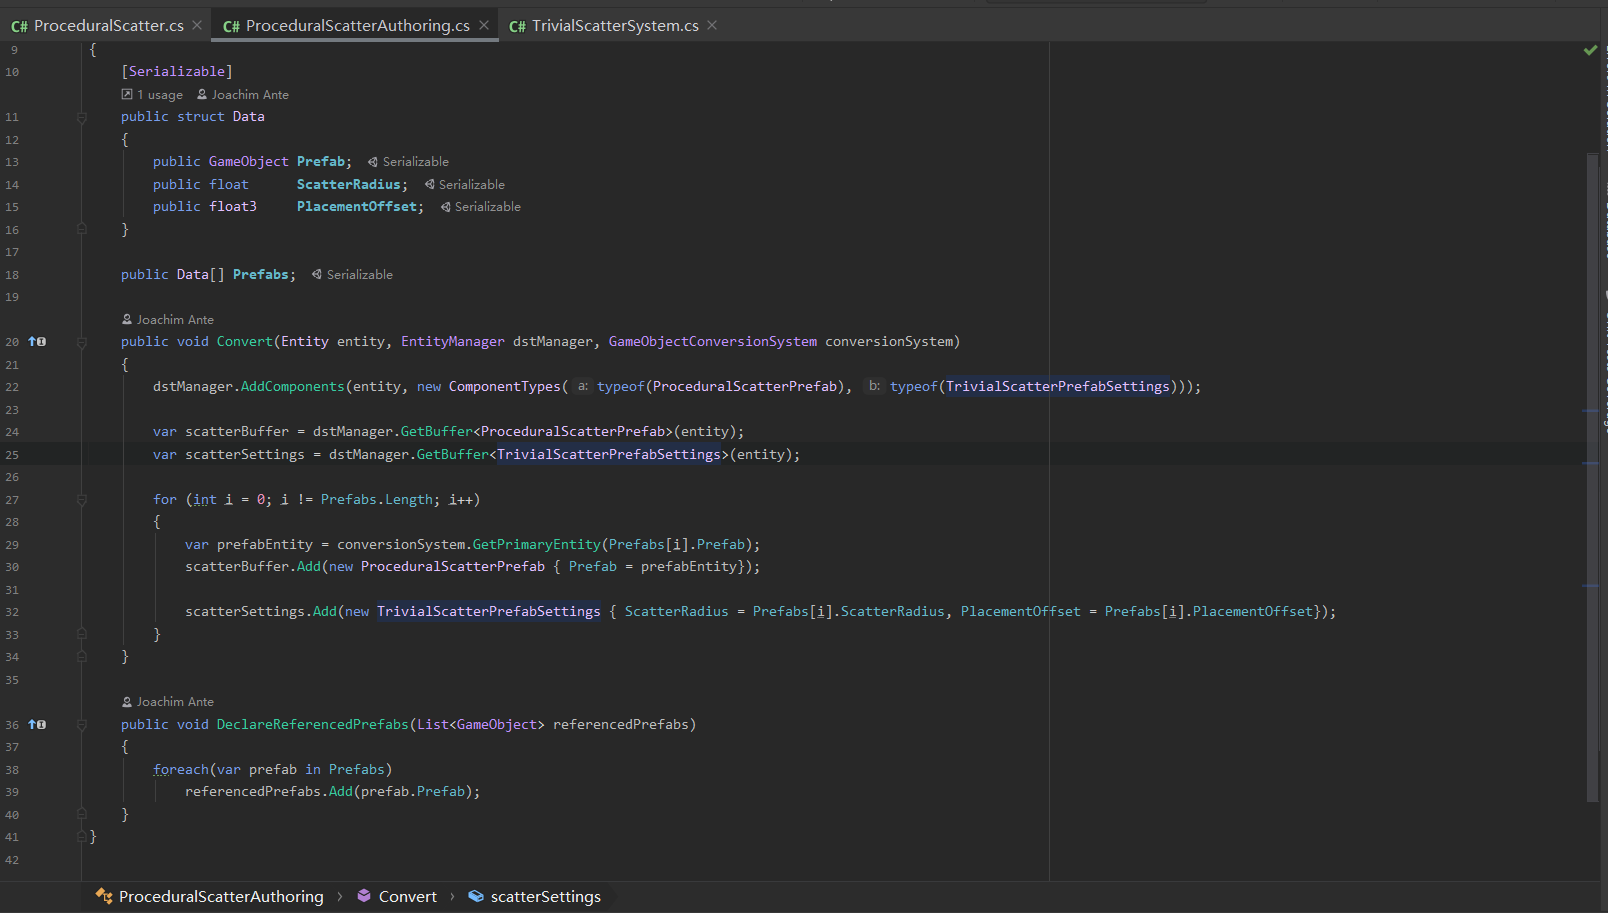 C# ProceduralScatter.cs × C# ProceduralScatterAuthoring.cs × C# TrivialScatterSystem.cs ×
9 {
10 [Serializable]
1 usage Joachim Ante
11 public struct Data
12 {
13 public GameObject Prefab; Serializable
14 public float ScatterRadius; Serializable
15 public float3 PlacementOffset; Serializable
16 }
17
18 public Data[] Prefabs; Serializable
19
Joachim Ante
20 public void Convert(Entity entity, EntityManager dstManager, GameObjectConversionSystem conversionSystem)
21 {
22 dstManager.AddComponents(entity, new ComponentTypes( a: typeof(ProceduralScatterPrefab), b: typeof(TrivialScatterPrefabSettings)));
23
24 var scatterBuffer = dstManager.GetBuffer<ProceduralScatterPrefab>(entity);
25 var scatterSettings = dstManager.GetBuffer<TrivialScatterPrefabSettings>(entity);
26
27 for (int i = 0; i != Prefabs.Length; i++)
28 {
29 var prefabEntity = conversionSystem.GetPrimaryEntity(Prefabs[i].Prefab);
30 scatterBuffer.Add(new ProceduralScatterPrefab { Prefab = prefabEntity});
31
32 scatterSettings.Add(new TrivialScatterPrefabSettings { ScatterRadius = Prefabs[i].ScatterRadius, PlacementOffset = Prefabs[i].PlacementOffset});
33 }
34 }
35
Joachim Ante
36 public void DeclareReferencedPrefabs(List<GameObject> referencedPrefabs)
37 {
38 foreach(var prefab in Prefabs)
39 referencedPrefabs.Add(prefab.Prefab);
40 }
41 }
42
ProceduralScatterAuthoring › Convert › scatterSettings